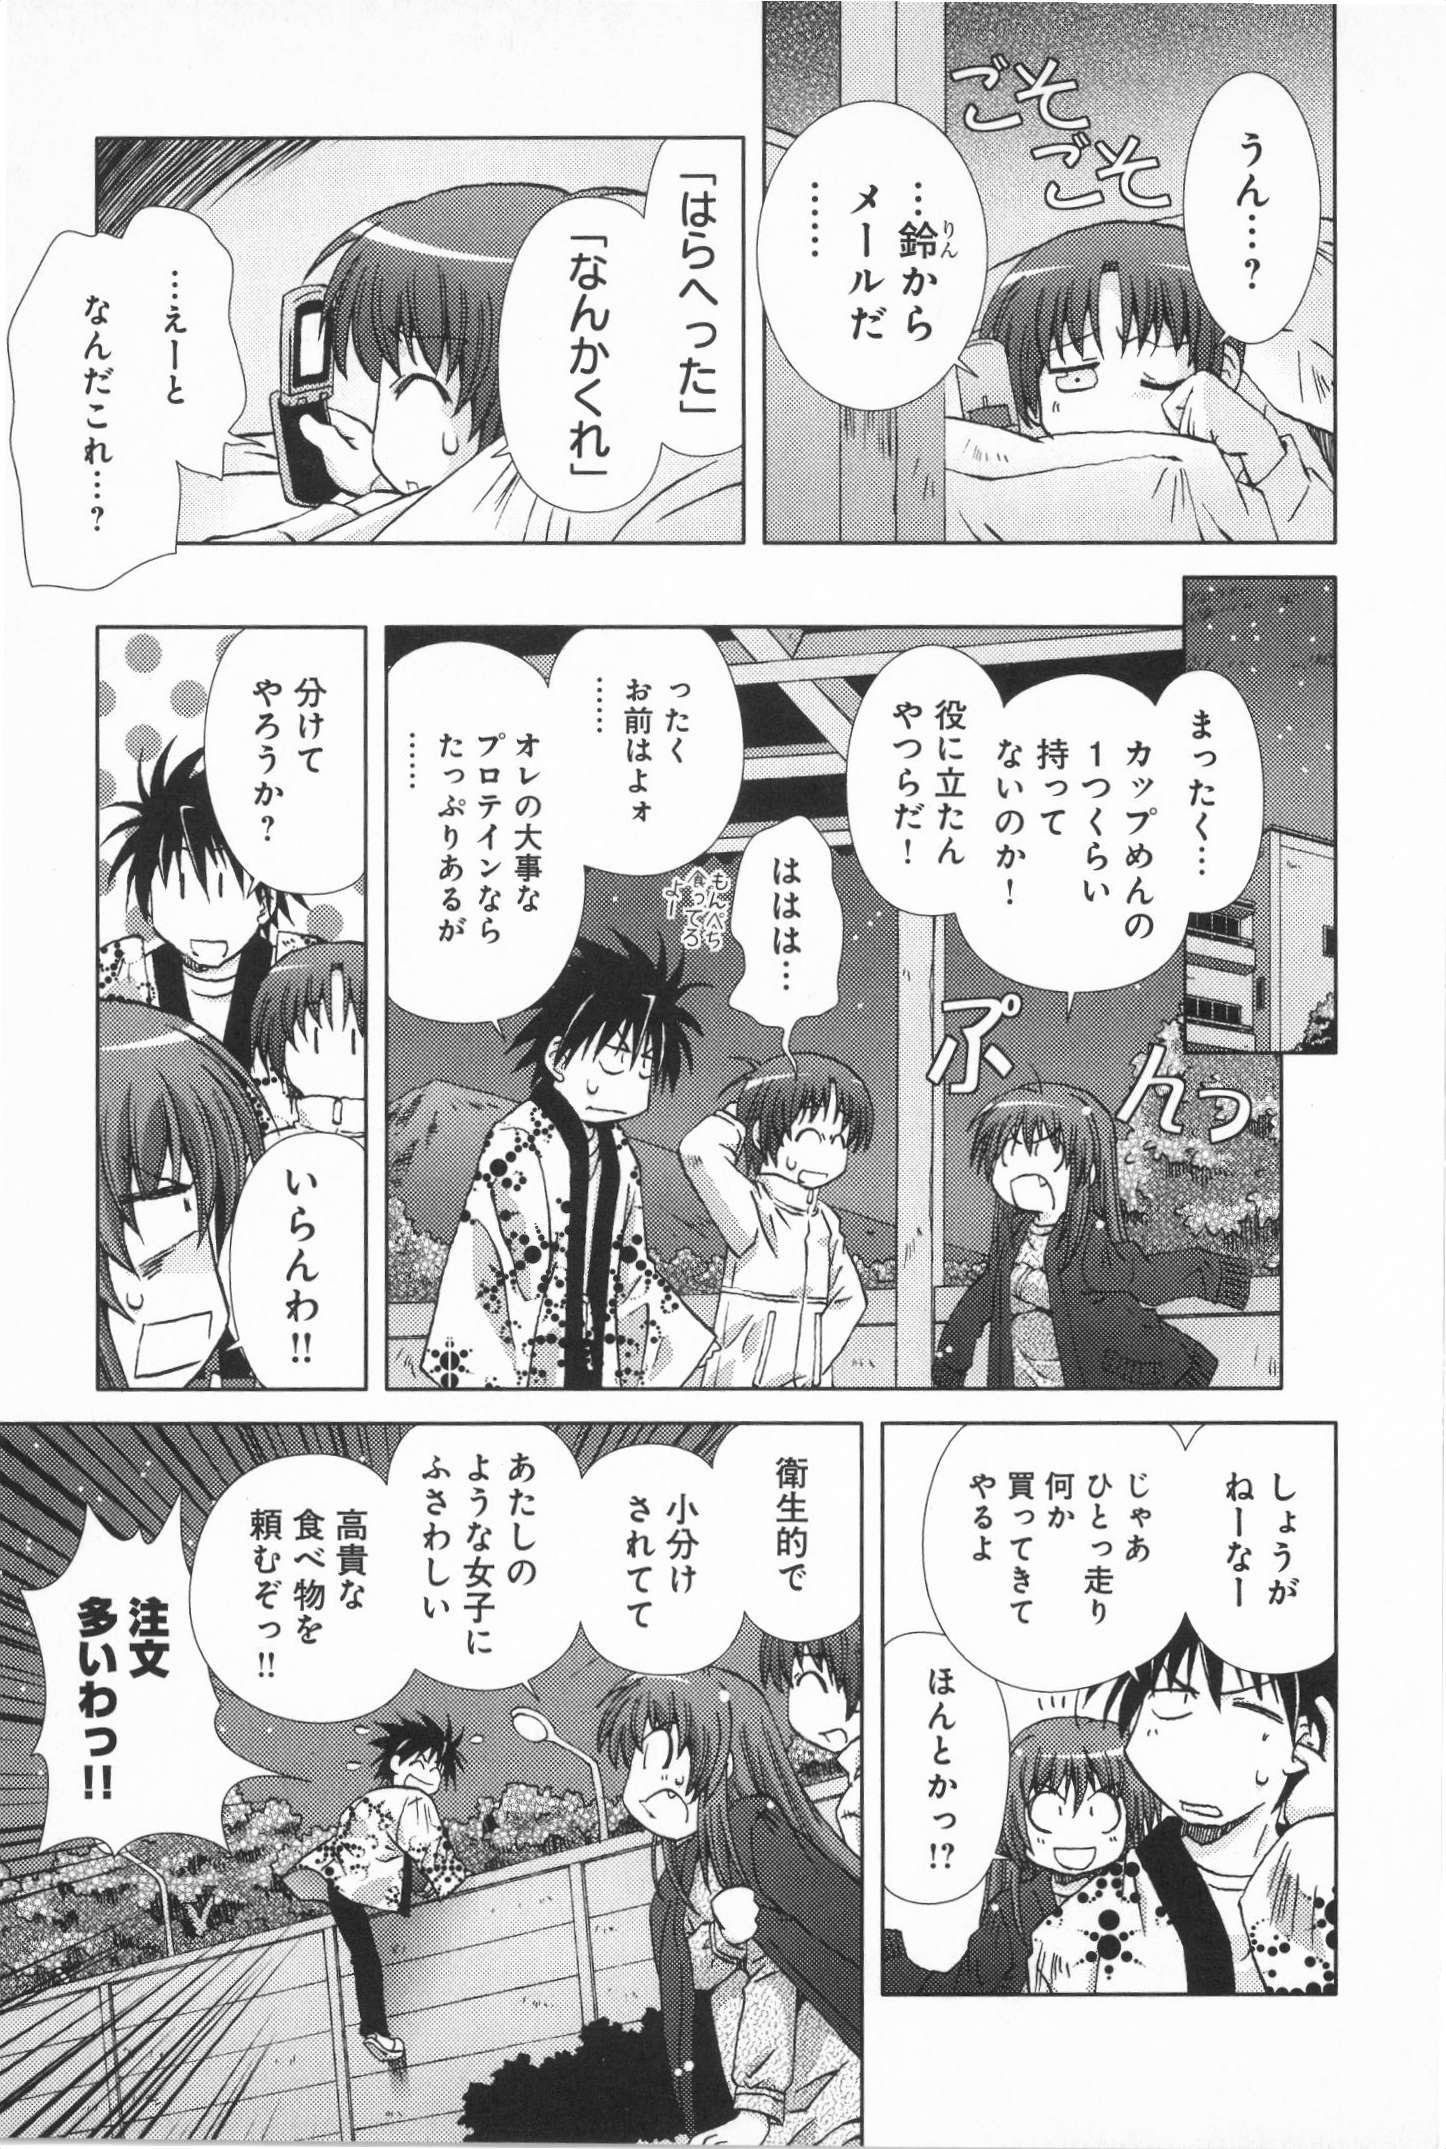 うん…?
ごそごそ
…鈴から
りん
メールだ
……
「はらへった」
「なんかくれ」
…えーと
なんだこれ…?
まったく…
カップめんの
1つくらい
持って
ないのか!
役に立たん
やつらだ!
ぷんっ
ははは…
ったく
お前はよォ
……
もんぺち
食ってろ
よー
オレの大事な
プロテインなら
たっぷりあるが
……
分けて
やろうか?
いらんわ!!
しょうが
ねーなー
じゃあ
ひとっ走り
何か
買ってきて
やるよ
ほんとかっ!?
衛生的で
小分け
されてて
あたしの
ような女子に
ふさわしい
高貴な
食べ物を
頼むぞっ!!
注文
多いわっ!!